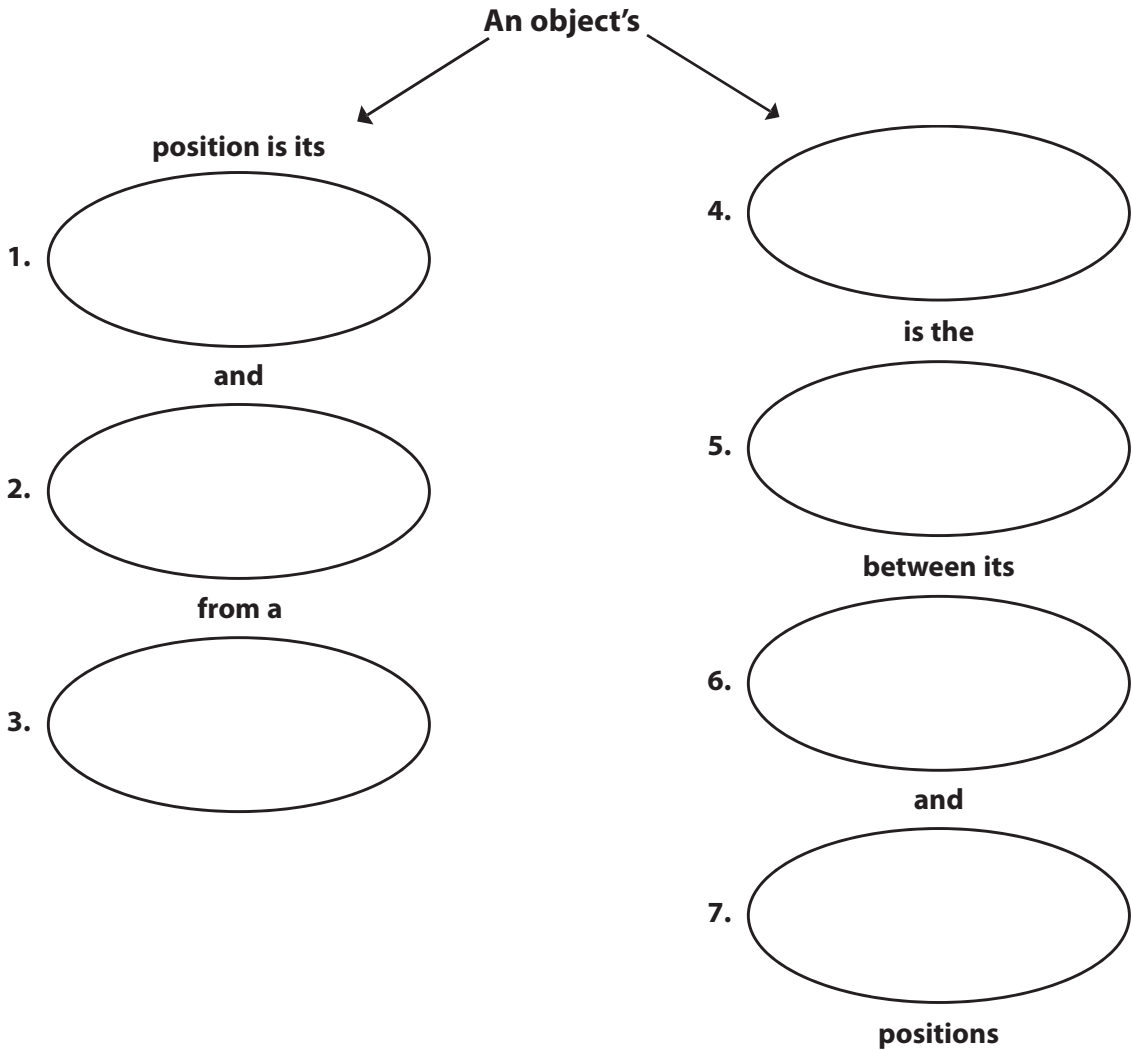 An object's
position is its
1.
and
2.
from a
3.
4.
is the
5.
between its
6.
and
7.
positions